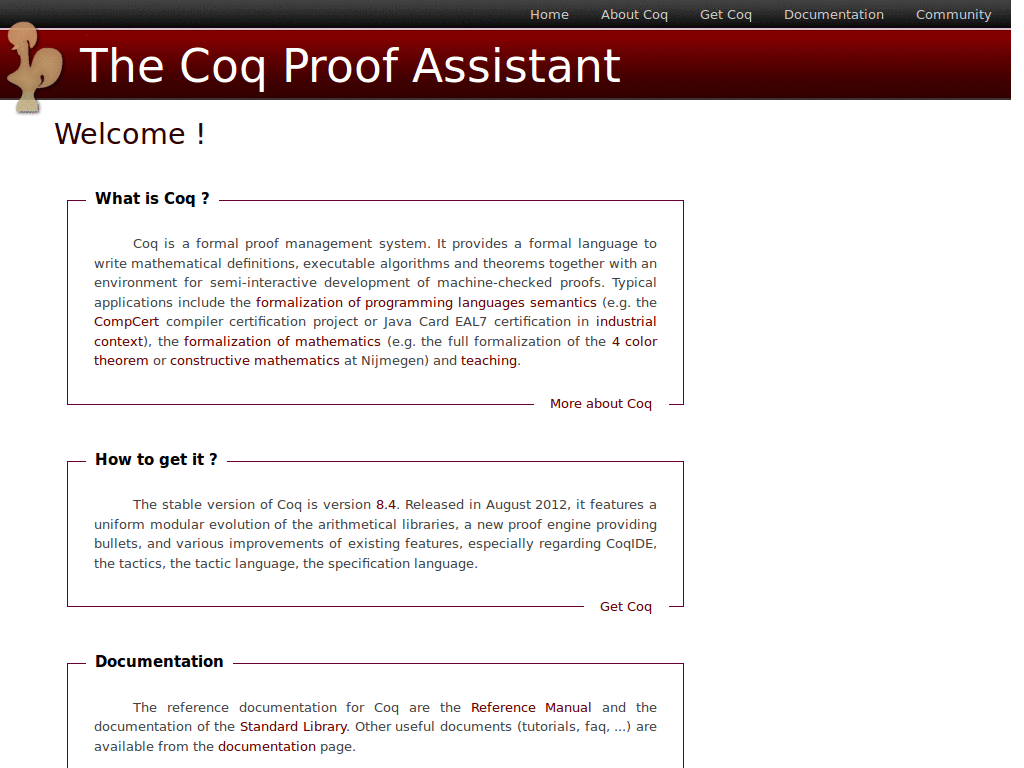 Home About Coq Get Coq Documentation Community
The Coq Proof Assistant
Welcome !
What is Coq ?
Coq is a formal proof management system. It provides a formal language to
write mathematical definitions, executable algorithms and theorems together with an
environment for semi-interactive development of machine-checked proofs. Typical
applications include the formalization of programming languages semantics (e.g. the
CompCert compiler certification project or Java Card EAL7 certification in industrial
context), the formalization of mathematics (e.g. the full formalization of the 4 color
theorem or constructive mathematics at Nijmegen) and teaching.
More about Coq
How to get it ?
The stable version of Coq is version 8.4. Released in August 2012, it features a
uniform modular evolution of the arithmetical libraries, a new proof engine providing
bullets, and various improvements of existing features, especially regarding CoqIDE,
the tactics, the tactic language, the specification language.
Get Coq
Documentation
The reference documentation for Coq are the Reference Manual and the
documentation of the Standard Library. Other useful documents (tutorials, faq, ...) are
available from the documentation page.